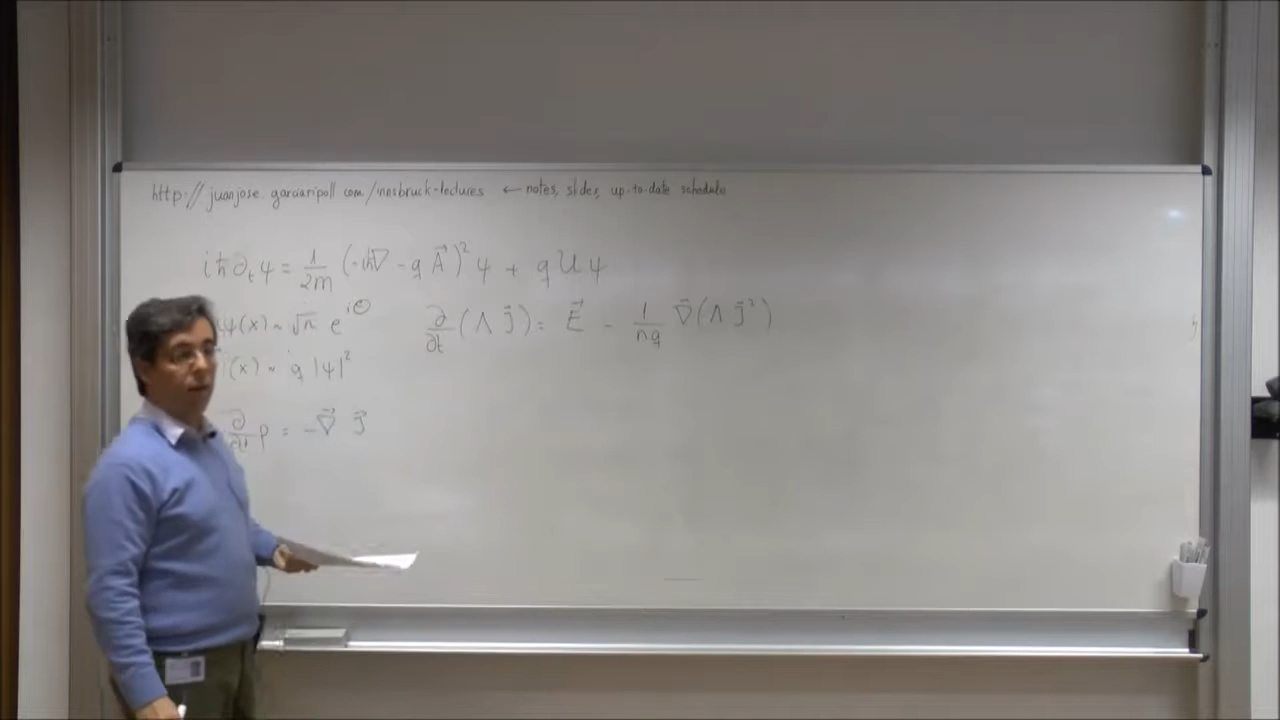 http://juanjose.garciaripoll.com/innsbruck-lectures ← notes, slides, up-to-date schedule
iħ∂ₜψ = 1/2m (-iħ∇ - qA⃗)² ψ + qUψ
ψ(x) ~ √n e^{iθ}
∂/∂t (Λ J⃗) = E⃗ - 1/nq ∇⃗(Λ J⃗²)
(x) ~ q |ψ|²
∂/∂t ρ = -∇⃗ J⃗